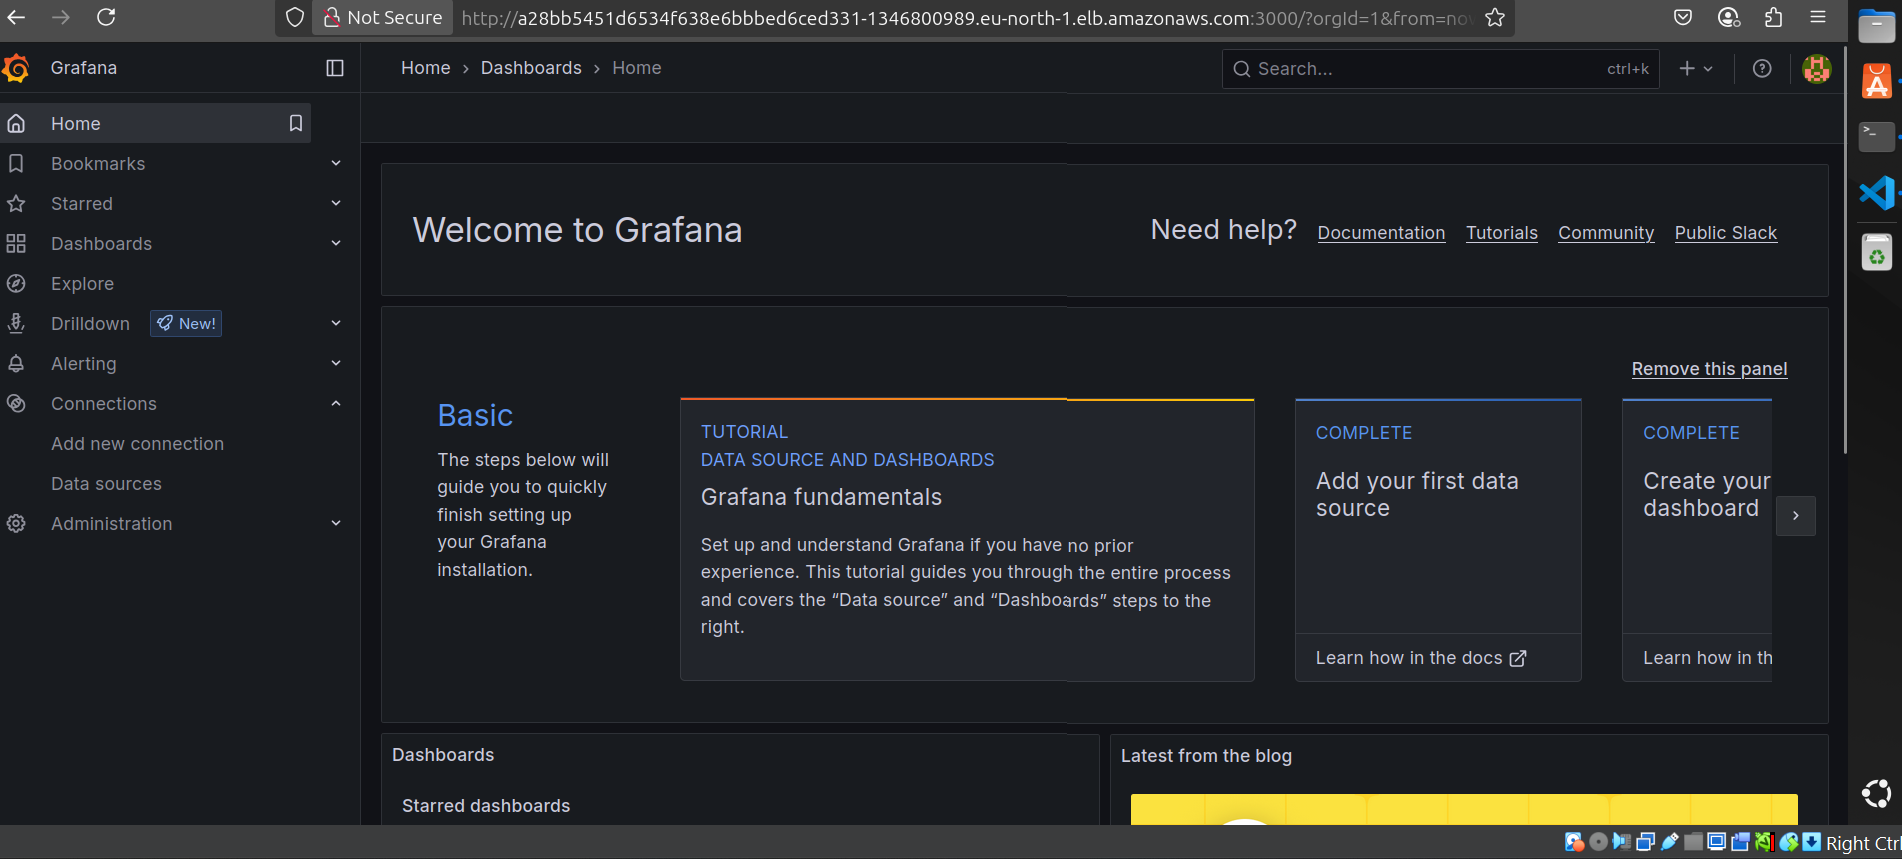 Not Secure
http://a28bb5451d6534f638e6bbbed6ced331-1346800989.eu-north-1.elb.amazonaws.com:3000/?orgId=1&from=nov
Grafana
Home › Dashboards › Home
Search...
ctrl+k
Home
Bookmarks
Starred
Dashboards
Explore
Drilldown
New!
Alerting
Connections
Add new connection
Data sources
Administration
Welcome to Grafana
Need help?
Documentation
Tutorials
Community
Public Slack
Remove this panel
Basic
The steps below will
guide you to quickly
finish setting up
your Grafana
installation.
TUTORIAL
DATA SOURCE AND DASHBOARDS
Grafana fundamentals
Set up and understand Grafana if you have no prior
experience. This tutorial guides you through the entire process
and covers the “Data source” and “Dashboards” steps to the
right.
COMPLETE
Add your first data
source
Learn how in the docs
COMPLETE
Create your
dashboard
Learn how in th
Dashboards
Starred dashboards
Latest from the blog
Right Ctrl